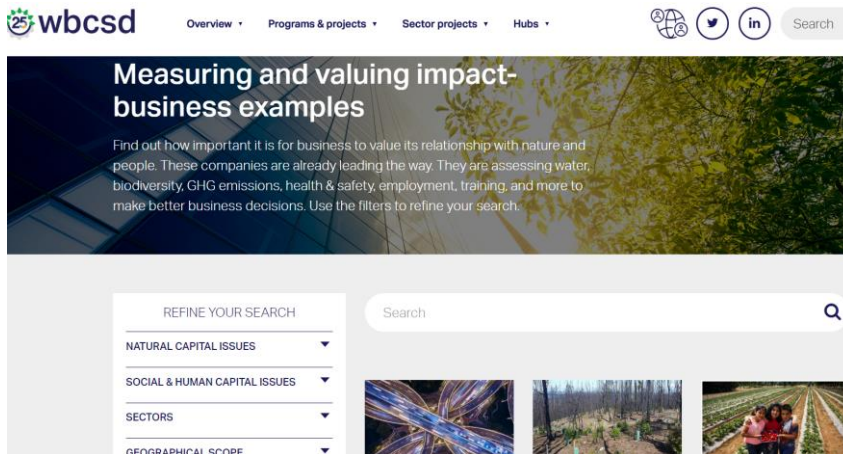 25 wbcsd
Overview
Programs & projects
Sector projects
Hubs
in
Search
Measuring and valuing impact-
business examples
Find out how important it is for business to value its relationship with nature and
people. These companies are already leading the way. They are assessing water,
biodiversity, GHG emissions, health & safety, employment, training, and more to
make better business decisions. Use the filters to refine your search.
REFINE YOUR SEARCH
Search
NATURAL CAPITAL ISSUES
SOCIAL & HUMAN CAPITAL ISSUES
SECTORS
GEOGRAPHICAL SCOPE